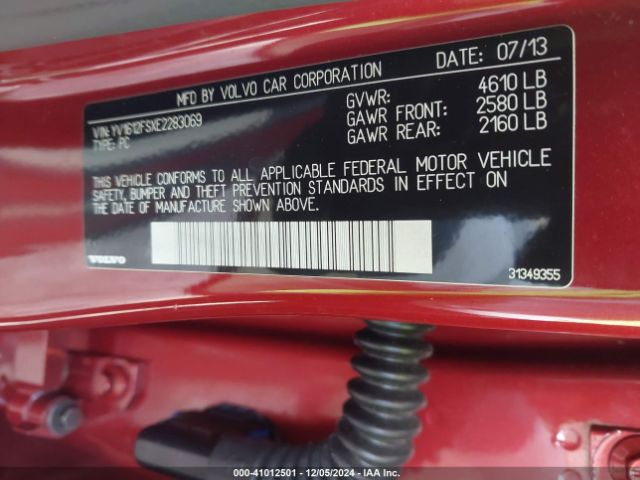 MFD BY VOLVO CAR CORPORATION DATE: 07/13
VIN: YV1612FSXE2283069
TYPE: PC
GVWR: 4610 LB
GAWR FRONT: 2580 LB
GAWR REAR: 2160 LB
THIS VEHICLE CONFORMS TO ALL APPLICABLE FEDERAL MOTOR VEHICLE
SAFETY, BUMPER AND THEFT PREVENTION STANDARDS IN EFFECT ON
THE DATE OF MANUFACTURE SHOWN ABOVE.
VOLVO
31349355
000-41012501 - 12/05/2024 - IAA Inc.